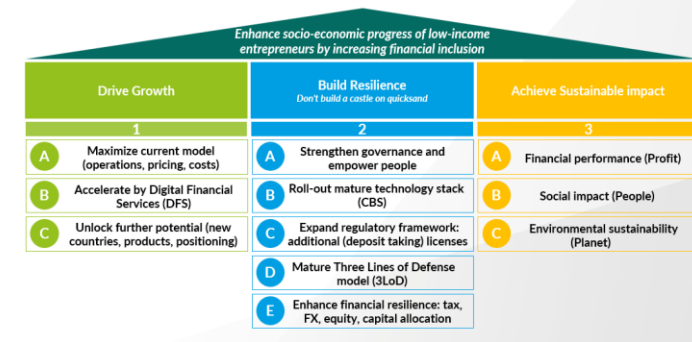 Enhance socio-economic progress of low-income
entrepreneurs by increasing financial inclusion
Drive Growth
1
A
Maximize current model
(operations, pricing, costs)
B
Accelerate by Digital Financial
Services (DFS)
C
Unlock further potential (new
countries, products, positioning)
Build Resilience
Don't build a castle on quicksand
2
A
Strengthen governance and
empower people
B
Roll-out mature technology stack
(CBS)
C
Expand regulatory framework:
additional (deposit taking) licenses
D
Mature Three Lines of Defense
model (3LoD)
E
Enhance financial resilience: tax,
FX, equity, capital allocation
Achieve Sustainable impact
3
A
Financial performance (Profit)
B
Social impact (People)
C
Environmental sustainability
(Planet)